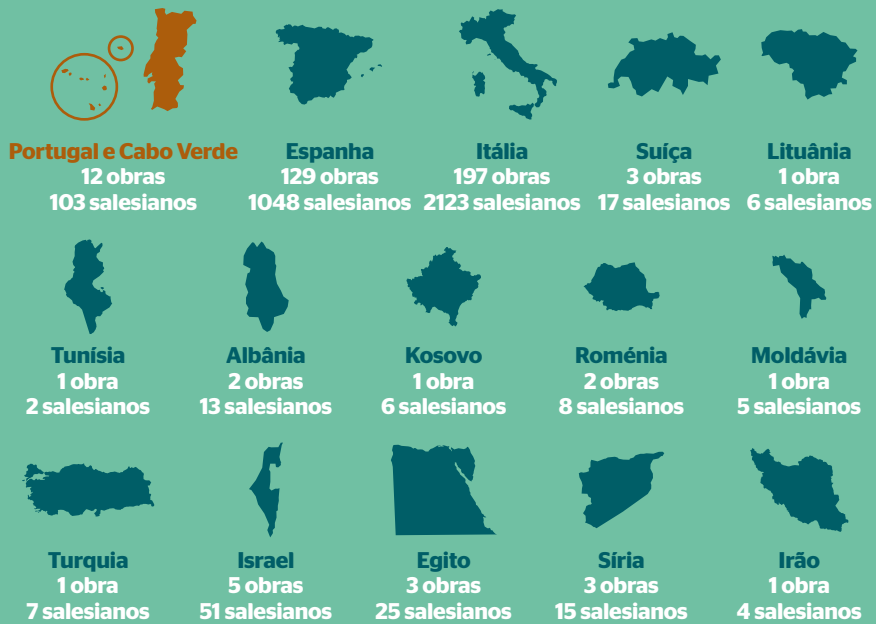 Portugal e Cabo Verde
12 obras
103 salesianos
Espanha
129 obras
1048 salesianos
Itália
197 obras
2123 salesianos
Suíça
3 obras
17 salesianos
Lituânia
1 obra
6 salesianos
Tunísia
1 obra
2 salesianos
Albânia
2 obras
13 salesianos
Kosovo
1 obra
6 salesianos
Roménia
2 obras
8 salesianos
Moldávia
1 obra
5 salesianos
Turquia
1 obra
7 salesianos
Israel
5 obras
51 salesianos
Egito
3 obras
25 salesianos
Síria
3 obras
15 salesianos
Irão
1 obra
4 salesianos